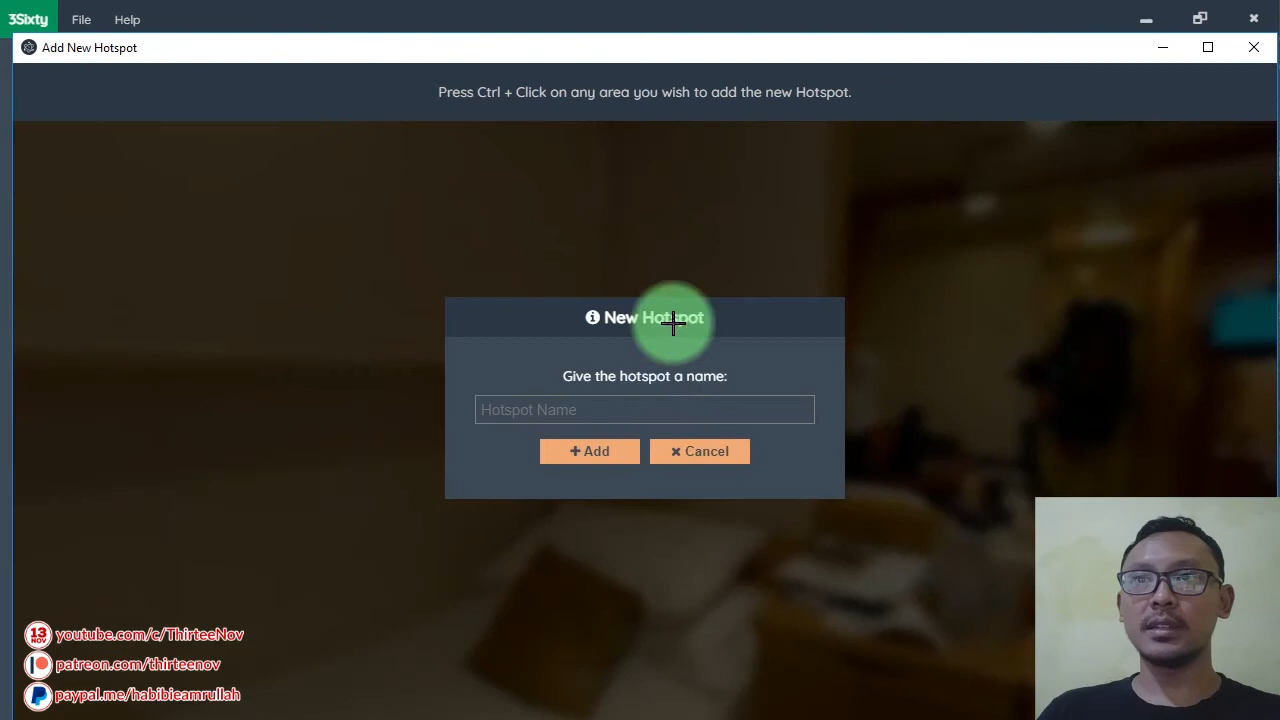 3Sixty File Help
Add New Hotspot
Press Ctrl + Click on any area you wish to add the new Hotspot.
New Hotspot
Give the hotspot a name:
Hotspot Name
Add Cancel
13 NOV youtube.com/c/ThirteeNov
patreon.com/thirteenov
paypal.me/habibieamrullah